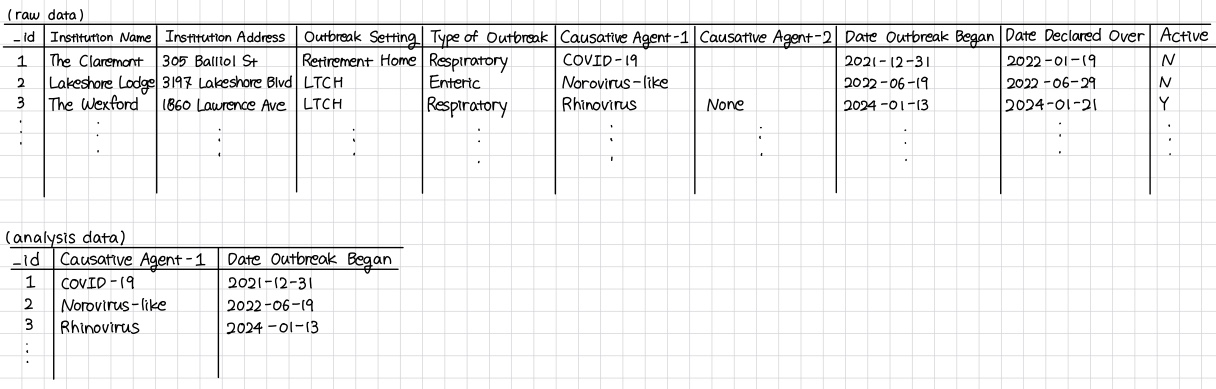 (raw data)
_id Institution Name Institution Address Outbreak Setting Type of Outbreak Causative Agent-1 Causative Agent-2 Date Outbreak Began Date Declared Over Active
1 The Claremont 305 Balliol St Retirement Home Respiratory COVID-19 2021-12-31 2022-01-19 N
2 Lakeshore Lodge 3197 Lakeshore Blvd LTCH Enteric Norovirus-like 2022-06-19 2022-06-29 N
3 The Wexford 1860 Lawrence Ave LTCH Respiratory Rhinovirus None 2024-01-13 2024-01-21 Y
(analysis data)
_id Causative Agent-1 Date Outbreak Began
1 COVID-19 2021-12-31
2 Norovirus-like 2022-06-19
3 Rhinovirus 2024-01-13